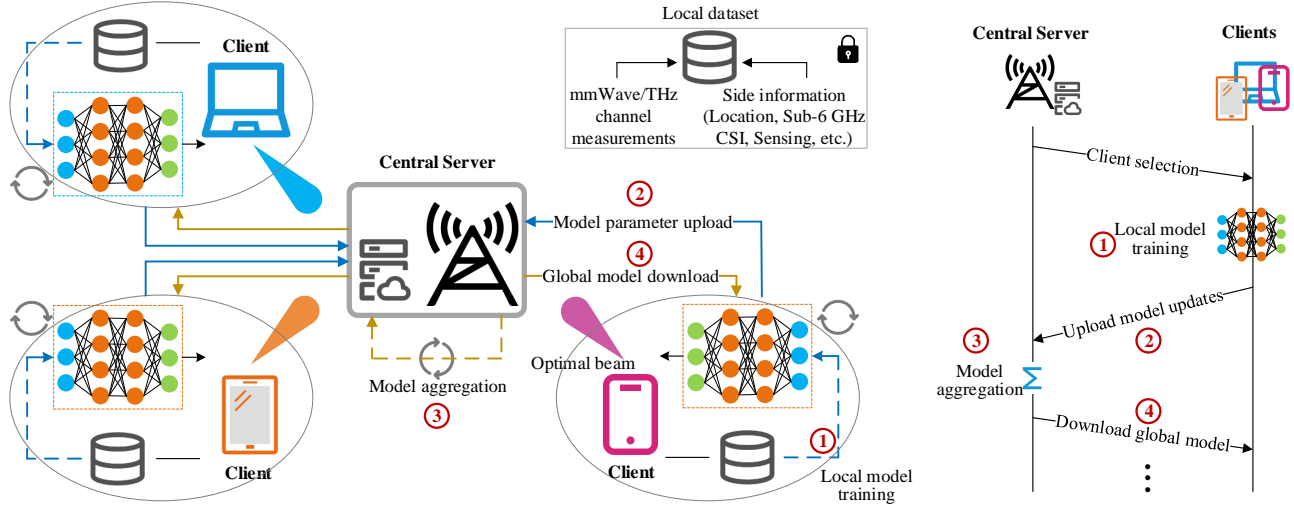 Local dataset
mmWave/THz
channel
measurements
Side information
(Location, Sub-6 GHz
CSI, Sensing, etc.)
Client
Central Server
2
Model parameter upload
4
Global model download
Optimal beam
Model aggregation
3
Client
Client
1
Local model
training
Central Server
Clients
Client selection
1
Local model
training
Upload model updates
2
3
Model
aggregation
Σ
4
Download global model